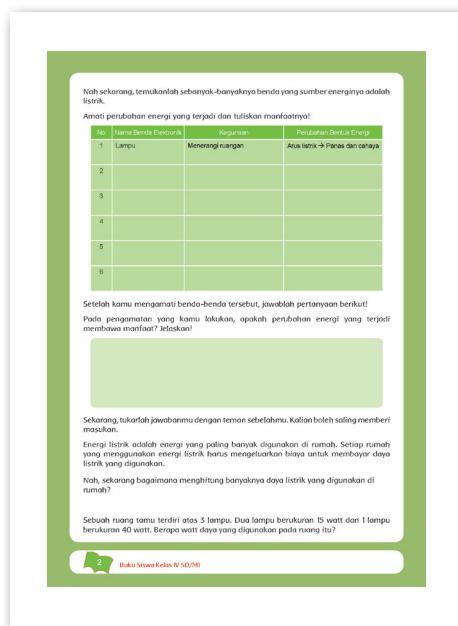 Nah sekarang, temukanlah sebanyak-banyaknya benda yang sumber energinya adalah
listrik.
Amati perubahan energi yang terjadi dan tuliskan manfaatnya!
No Nama Benda Elektronik Kegunaan Perubahan Bentuk Energi
1 Lampu Menerangi ruangan Arus listrik → Panas dan cahaya
2
3
4
5
6
Setelah kamu mengamati benda-benda tersebut, jawablah pertanyaan berikut!
Pada pengamatan yang kamu lakukan, apakah perubahan energi yang terjadi
membawa manfaat? Jelaskan!
Sekarang, tukarlah jawabanmu dengan teman sebelahmu. Kalian boleh saling memberi
masukan.
Energi listrik adalah energi yang paling banyak digunakan di rumah. Setiap rumah
yang menggunakan energi listrik harus mengeluarkan biaya untuk membayar daya
listrik yang digunakan.
Nah, sekarang bagaimana menghitung banyaknya daya listrik yang digunakan di
rumah?
Sebuah ruang tamu terdiri atas 3 lampu. Dua lampu berukuran 15 watt dan 1 lampu
berukuran 40 watt. Berapa watt daya yang digunakan pada ruang itu?
2 Buku Siswa Kelas IV SD/MI